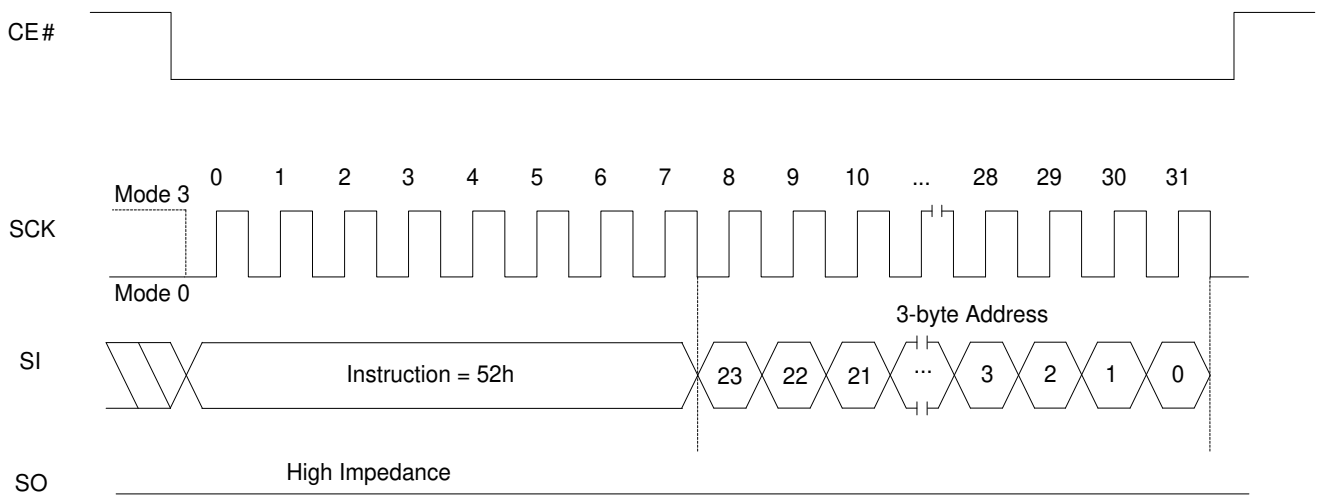 CE#
0 1 2 3 4 5 6 7 8 9 10 ... 28 29 30 31
Mode 3
SCK
Mode 0
3-byte Address
SI
Instruction = 52h
23 22 21 ... 3 2 1 0
High Impedance
SO